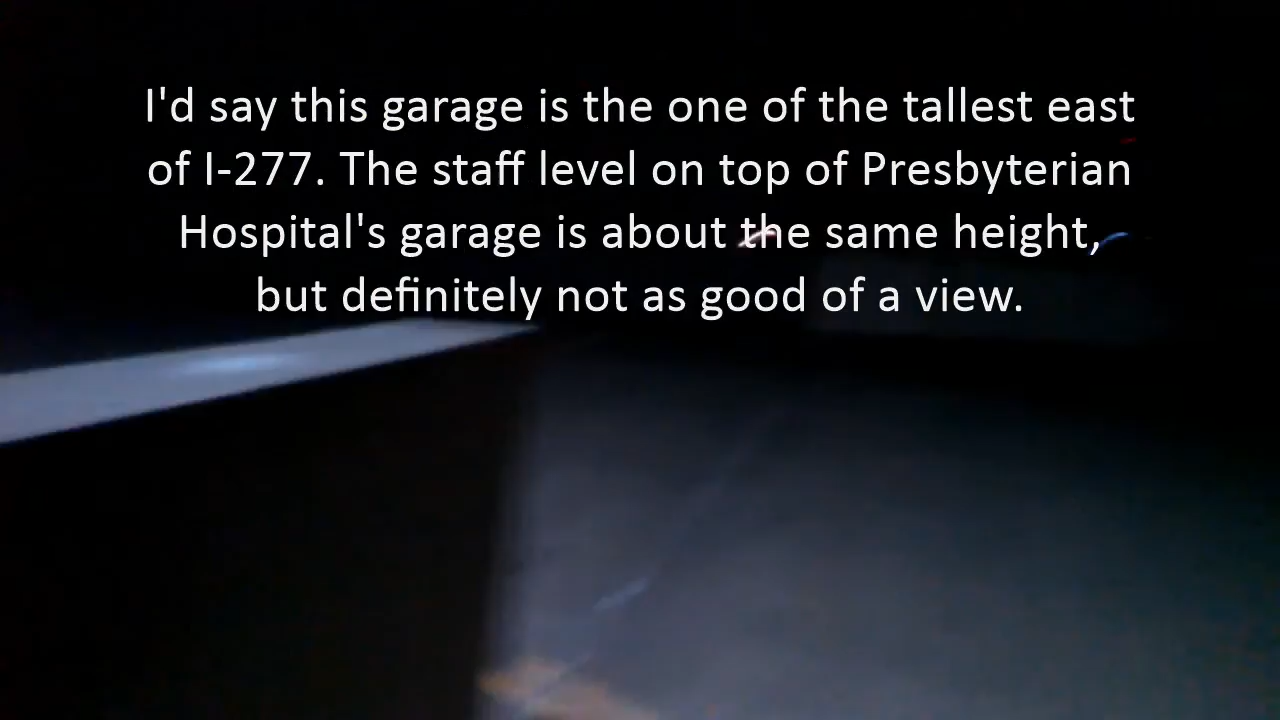 I'd say this garage is the one of the tallest east
of I-277. The staff level on top of Presbyterian
Hospital's garage is about the same height,
but definitely not as good of a view.